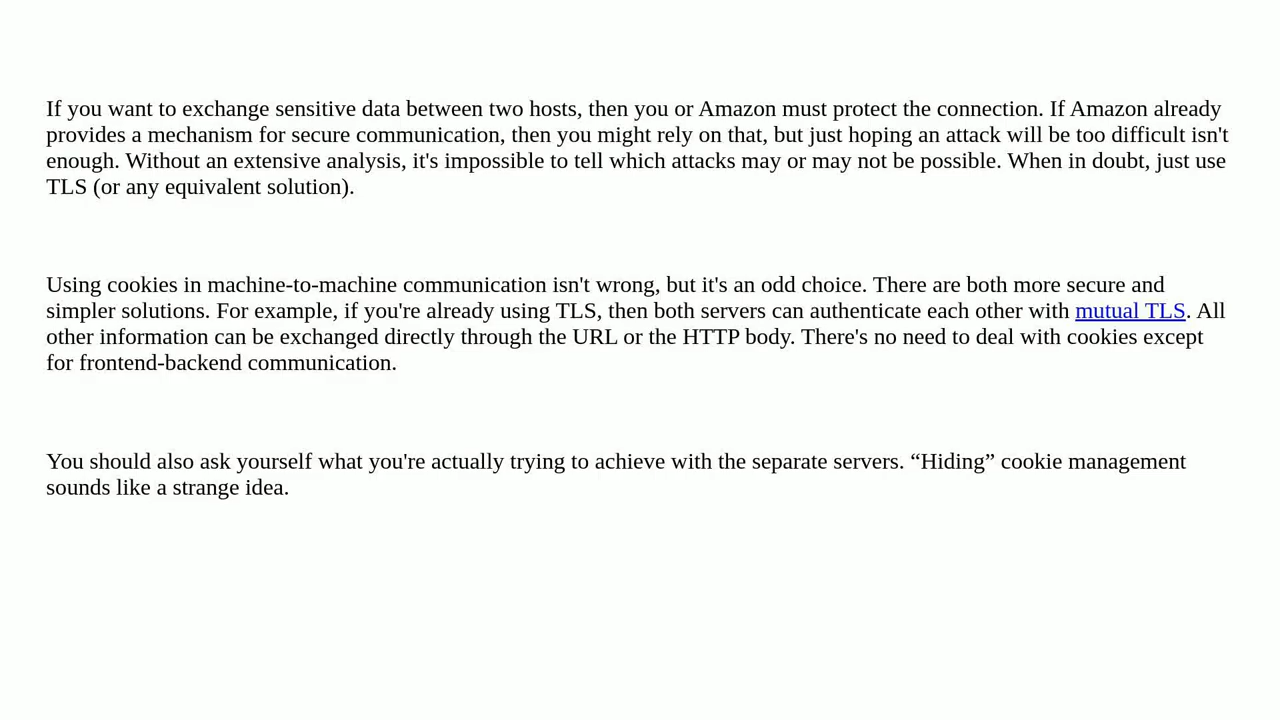 If you want to exchange sensitive data between two hosts, then you or Amazon must protect the connection. If Amazon already
provides a mechanism for secure communication, then you might rely on that, but just hoping an attack will be too difficult isn't
enough. Without an extensive analysis, it's impossible to tell which attacks may or may not be possible. When in doubt, just use
TLS (or any equivalent solution).
Using cookies in machine-to-machine communication isn't wrong, but it's an odd choice. There are both more secure and
simpler solutions. For example, if you're already using TLS, then both servers can authenticate each other with mutual TLS. All
other information can be exchanged directly through the URL or the HTTP body. There's no need to deal with cookies except
for frontend-backend communication.
You should also ask yourself what you're actually trying to achieve with the separate servers. “Hiding” cookie management
sounds like a strange idea.